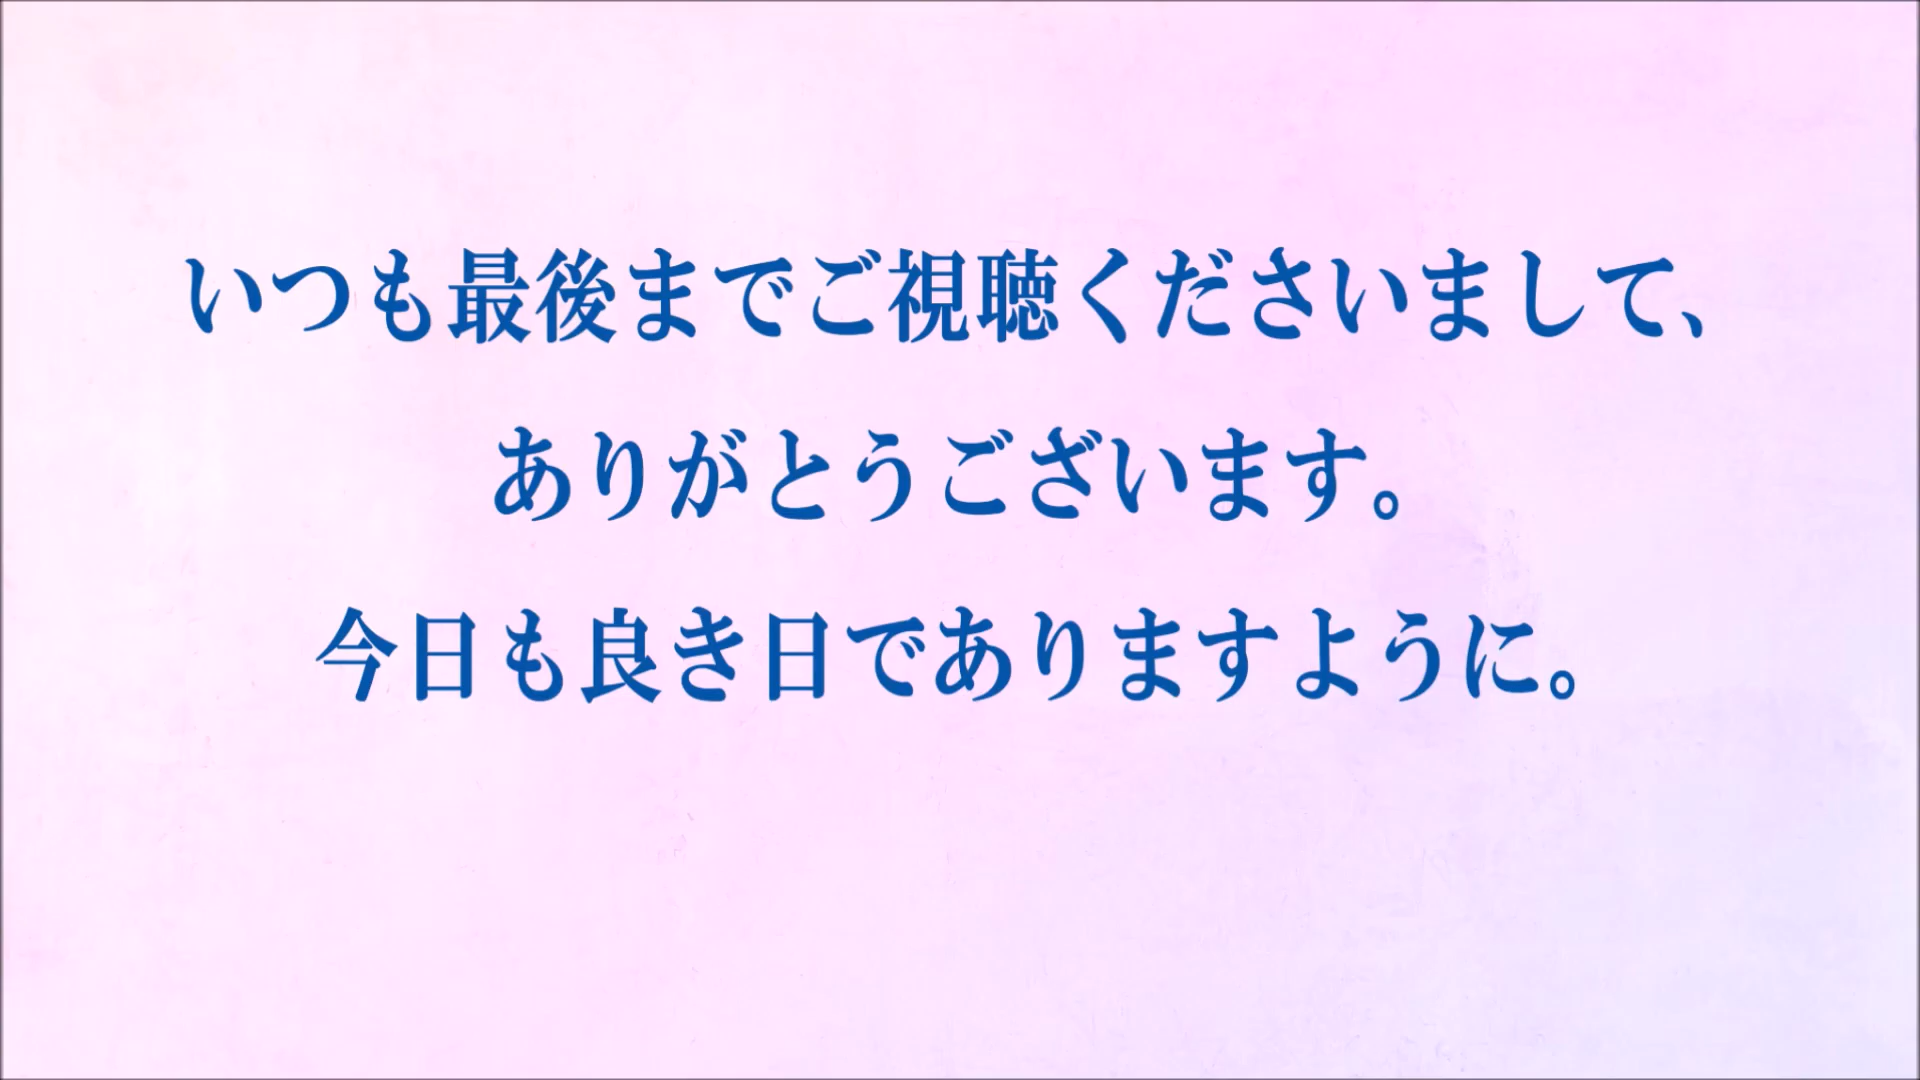 いつも最後までご視聴くださいまして、
ありがとうございます。
今日も良き日でありますように。